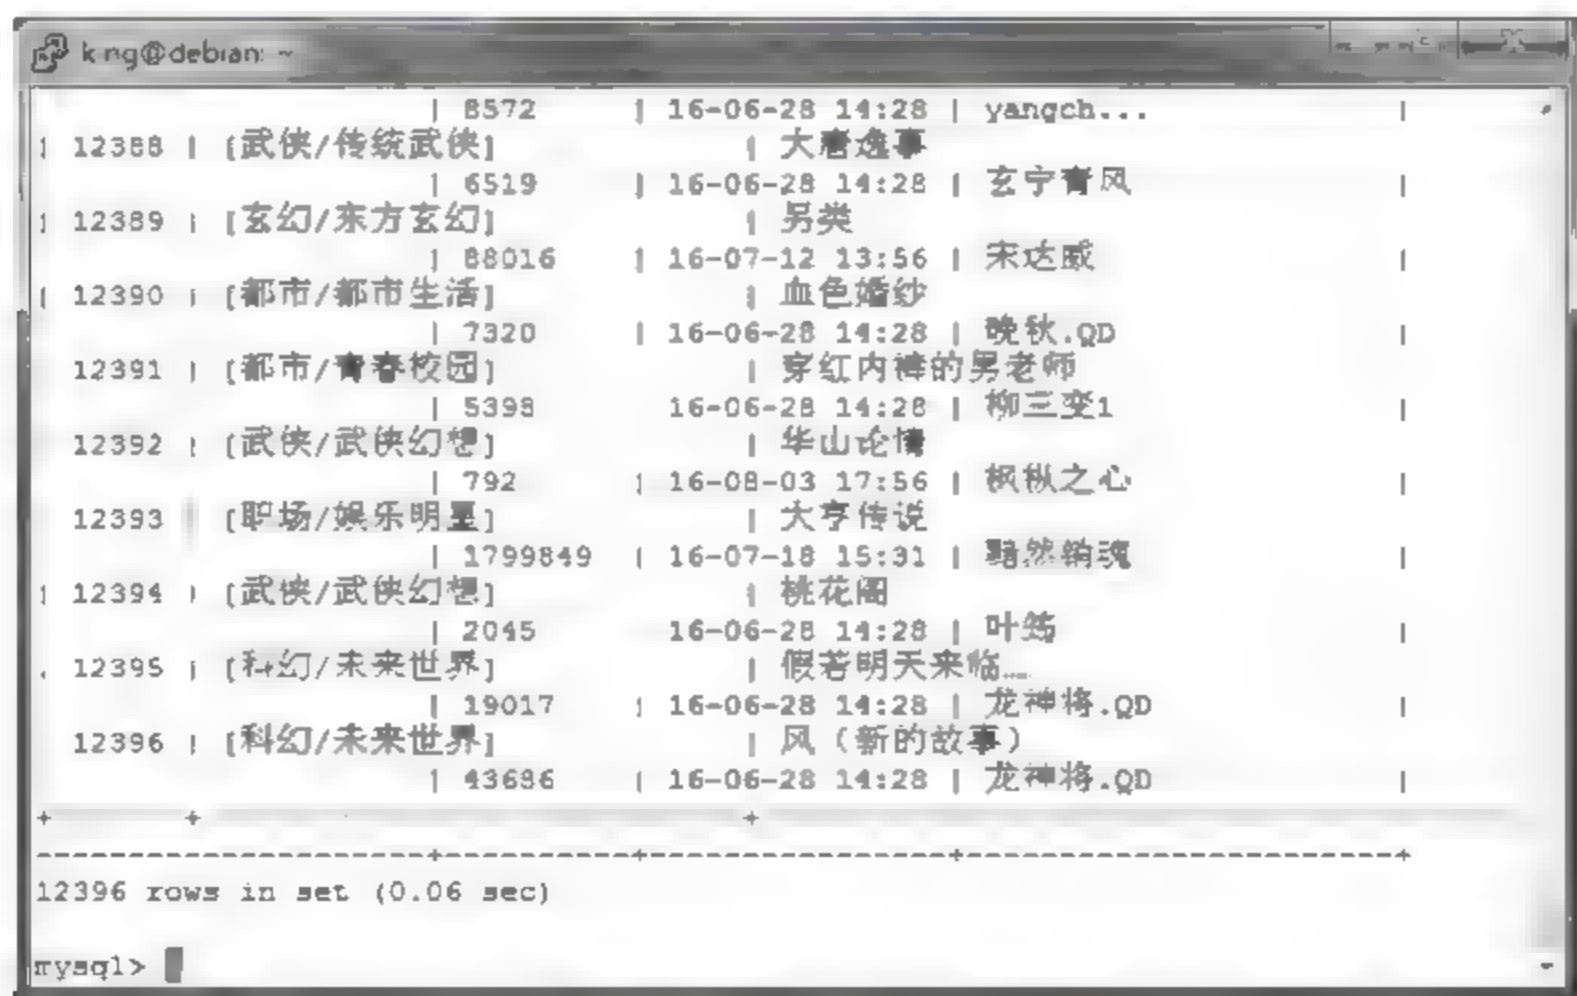 king@debian: ~
| 8572 | 16-06-28 14:28 | yangch... |
| 12388 | [武侠/传统武侠] | 大唐逸事
| 6519 | 16-06-28 14:28 | 玄宁青风 |
| 12389 | [玄幻/东方玄幻] | 另类
| 88016 | 16-07-12 13:56 | 宋达威 |
| 12390 | [都市/都市生活] | 血色婚纱
| 7320 | 16-06-28 14:28 | 晚秋.QD |
12391 | [都市/青春校园] | 穿红内裤的男老师
| 5398 16-06-28 14:28 | 柳三变1 |
12392 | [武侠/武侠幻想] | 华山论情
| 792 | 16-08-03 17:56 | 枫枞之心 |
12393 | [职场/娱乐明星] | 大亨传说
| 1799849 | 16-07-18 15:31 | 黯然销魂 |
| 12394 | [武侠/武侠幻想] | 桃花阁
| 2045 16-06-28 14:28 | 叶筠 |
12395 | [科幻/未来世界] | 假若明天来临……
| 19017 | 16-06-28 14:28 | 龙神将.QD |
12396 | [科幻/未来世界] | 风（新的故事）
| 43686 | 16-06-28 14:28 | 龙神将.QD |
12396 rows in set (0.06 sec)
mysql>